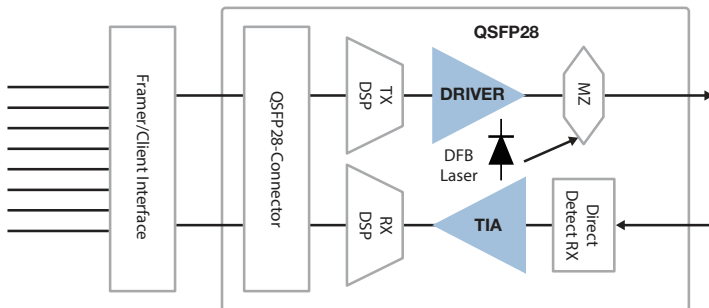 QSFP28
Framer/Client Interface
QSFP28-Connector
TX
DSP
DRIVER
MZ
DFB
Laser
RX
DSP
TIA
Direct
Detect RX